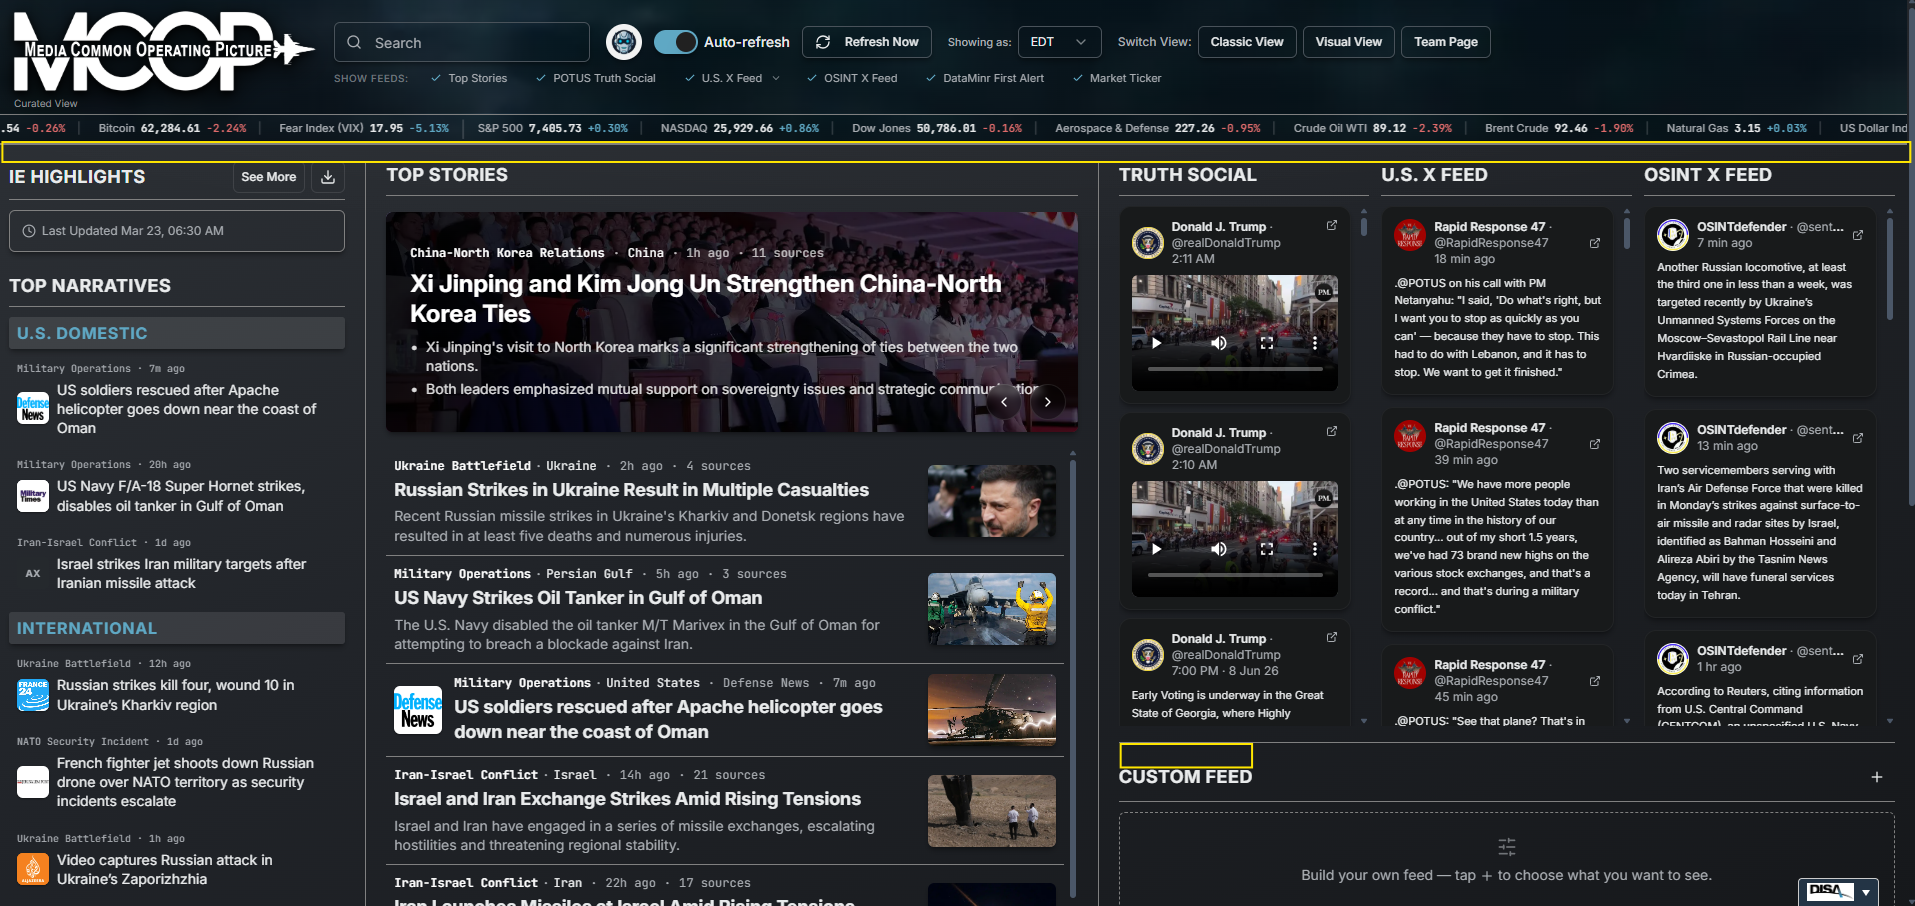 MCOP
MEDIA COMMON OPERATING PICTURE
Curated View
Search
Auto-refresh
Refresh Now
Showing as:
EDT
Switch View:
Classic View
Visual View
Team Page
SHOW FEEDS:
Top Stories
POTUS Truth Social
U.S. X Feed
OSINT X Feed
DataMinr First Alert
Market Ticker
.54 -0.26%
Bitcoin 62,284.61 -2.24%
Fear Index (VIX) 17.95 -5.13%
S&P 500 7,405.73 +0.30%
NASDAQ 25,929.66 +0.86%
Dow Jones 50,786.01 -0.16%
Aerospace & Defense 227.26 -0.95%
Crude Oil WTI 89.12 -2.39%
Brent Crude 92.46 -1.90%
Natural Gas 3.15 +0.03%
US Dollar Ind
IE HIGHLIGHTS
See More
Last Updated Mar 23, 06:30 AM
TOP NARRATIVES
U.S. DOMESTIC
Military Operations · 7m ago
Defense
News
US soldiers rescued after Apache
helicopter goes down near the coast of
Oman
Military Operations · 20h ago
Military
Times
US Navy F/A-18 Super Hornet strikes,
disables oil tanker in Gulf of Oman
Iran-Israel Conflict · 1d ago
AX
Israel strikes Iran military targets after
Iranian missile attack
INTERNATIONAL
Ukraine Battlefield · 12h ago
FRANCE
24
Russian strikes kill four, wound 10 in
Ukraine's Kharkiv region
NATO Security Incident · 1d ago
French fighter jet shoots down Russian
drone over NATO territory as security
incidents escalate
Ukraine Battlefield · 1h ago
ALJAZEERA
Video captures Russian attack in
Ukraine's Zaporizhzhia
TOP STORIES
China-North Korea Relations · China · 1h ago · 11 sources
Xi Jinping and Kim Jong Un Strengthen China-North
Korea Ties
• Xi Jinping's visit to North Korea marks a significant strengthening of ties between the two
nations.
• Both leaders emphasized mutual support on sovereignty issues and strategic
Ukraine Battlefield · Ukraine · 2h ago · 4 sources
Russian Strikes in Ukraine Result in Multiple Casualties
Recent Russian missile strikes in Ukraine's Kharkiv and Donetsk regions have
resulted in at least five deaths and numerous injuries.
Military Operations · Persian Gulf · 5h ago · 3 sources
US Navy Strikes Oil Tanker in Gulf of Oman
The U.S. Navy disabled the oil tanker M/T Marivex in the Gulf of Oman for
attempting to breach a blockade against Iran.
Defense
News
Military Operations · United States · Defense News · 7m ago
US soldiers rescued after Apache helicopter goes
down near the coast of Oman
Iran-Israel Conflict · Israel · 14h ago · 21 sources
Israel and Iran Exchange Strikes Amid Rising Tensions
Israel and Iran have engaged in a series of missile exchanges, escalating
hostilities and threatening regional stability.
Iran-Israel Conflict · Iran · 22h ago · 17 sources
Iran Launches Missiles at Israel Amid Rising Tensions
TRUTH SOCIAL
Donald J. Trump ·
@realDonaldTrump
2:11 AM
PM.
Donald J. Trump ·
@realDonaldTrump
2:10 AM
PM.
Donald J. Trump ·
@realDonaldTrump
7:00 PM · 8 Jun 26
Early Voting is underway in the Great
State of Georgia, where Highly
U.S. X FEED
RAPID
RESPONSE
Rapid Response 47 ·
@RapidResponse47
18 min ago
.@POTUS on his call with PM
Netanyahu: "I said, 'Do what's right, but
I want you to stop as quickly as you
can' — because they have to stop. This
had to do with Lebanon, and it has to
stop. We want to get it finished."
RAPID
RESPONSE
Rapid Response 47 ·
@RapidResponse47
39 min ago
.@POTUS: "We have more people
working in the United States today than
at any time in the history of our
country... out of my short 1.5 years,
we've had 73 brand new highs on the
various stock exchanges, and that's a
record... and that's during a military
conflict."
RAPID
RESPONSE
Rapid Response 47 ·
@RapidResponse47
45 min ago
.@POTUS: "See that plane? That's in
OSINT X FEED
OSINTdefender · @sent...
7 min ago
Another Russian locomotive, at least
the third one in less than a week, was
targeted recently by Ukraine's
Unmanned Systems Forces on the
Moscow–Sevastopol Rail Line near
Hvardiiske in Russian-occupied
Crimea.
OSINTdefender · @sent...
13 min ago
Two servicemembers serving with
Iran's Air Defense Force that were killed
in Monday's strikes against surface-to-
air missile and radar sites by Israel,
identified as Bahman Hosseini and
Alireza Abiri by the Tasnim News
Agency, will have funeral services
today in Tehran.
OSINTdefender · @sent...
1 hr ago
According to Reuters, citing information
from U.S. Central Command
(CENTCOM), an unspecified U.S. Navy
CUSTOM FEED
Build your own feed — tap + to choose what you want to see.
DISA